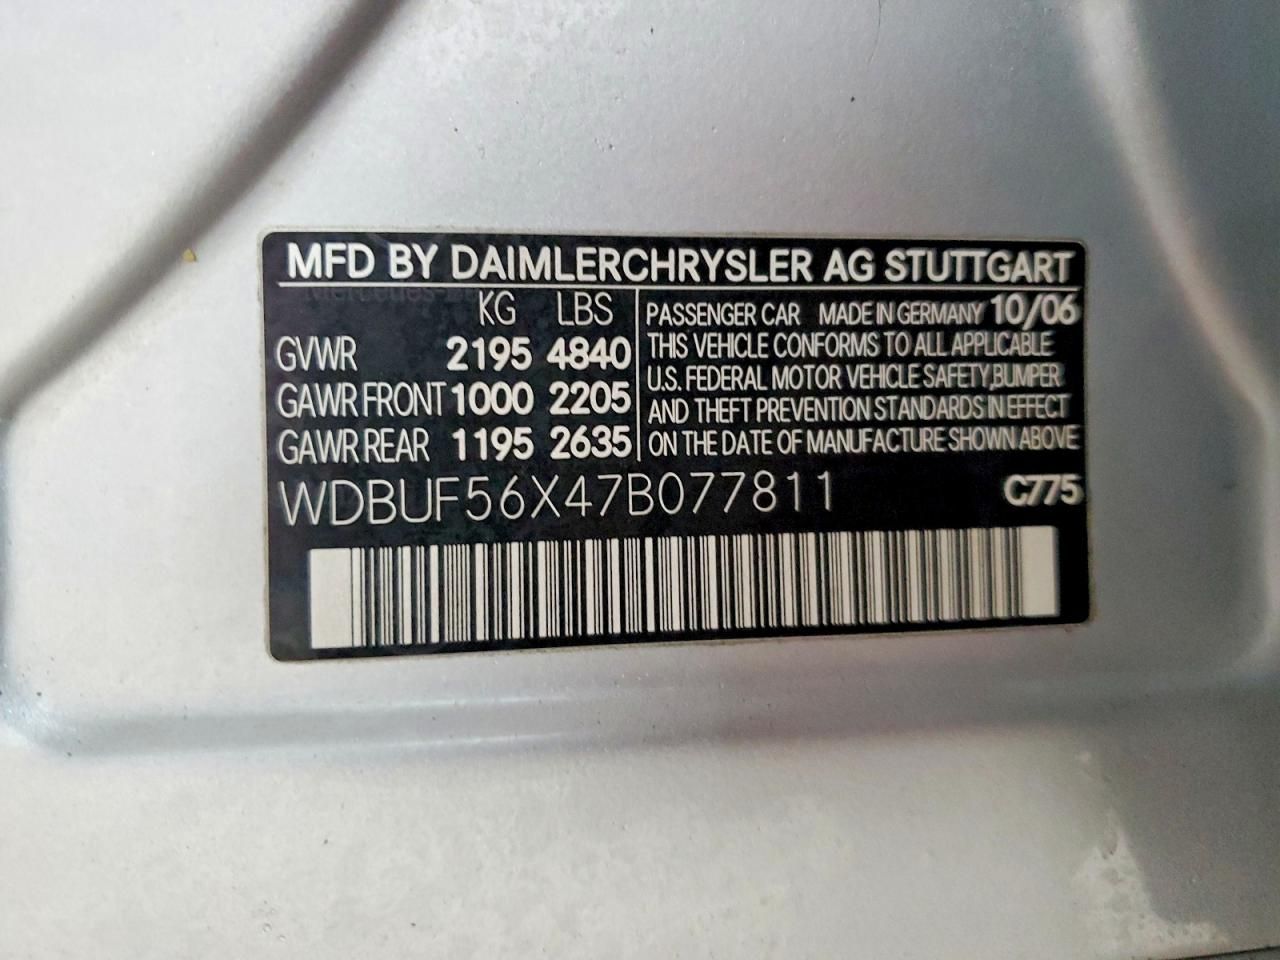 MFD BY DAIMLERCHRYSLER AG STUTTGART
KG LBS
GVWR 2195 4840
GAWR FRONT 1000 2205
GAWR REAR 1195 2635
PASSENGER CAR MADE IN GERMANY 10/06
THIS VEHICLE CONFORMS TO ALL APPLICABLE
U.S. FEDERAL MOTOR VEHICLE SAFETY,BUMPER
AND THEFT PREVENTION STANDARDS IN EFFECT
ON THE DATE OF MANUFACTURE SHOWN ABOVE
WDBUF56X47B077811 C775